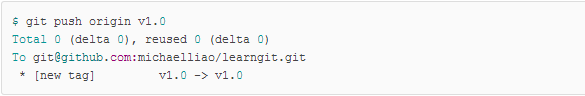 $ git push origin v1.0
Total 0 (delta 0), reused 0 (delta 0)
To git@github.com:michaelliao/learngit.git
 * [new tag]         v1.0 -> v1.0